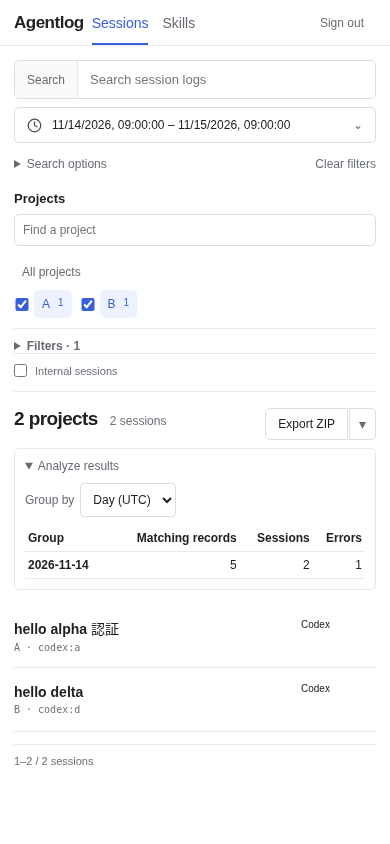 Agentlog Sessions Skills Sign out
Search Search session logs
11/14/2026, 09:00:00 – 11/15/2026, 09:00:00
Search options Clear filters
Projects
Find a project
All projects
A 1 B 1
Filters · 1
Internal sessions
2 projects 2 sessions Export ZIP
Analyze results
Group by Day (UTC)
Group Matching records Sessions Errors
2026-11-14 5 2 1
hello alpha 認証 Codex
A · codex:a
hello delta Codex
B · codex:d
1–2 / 2 sessions